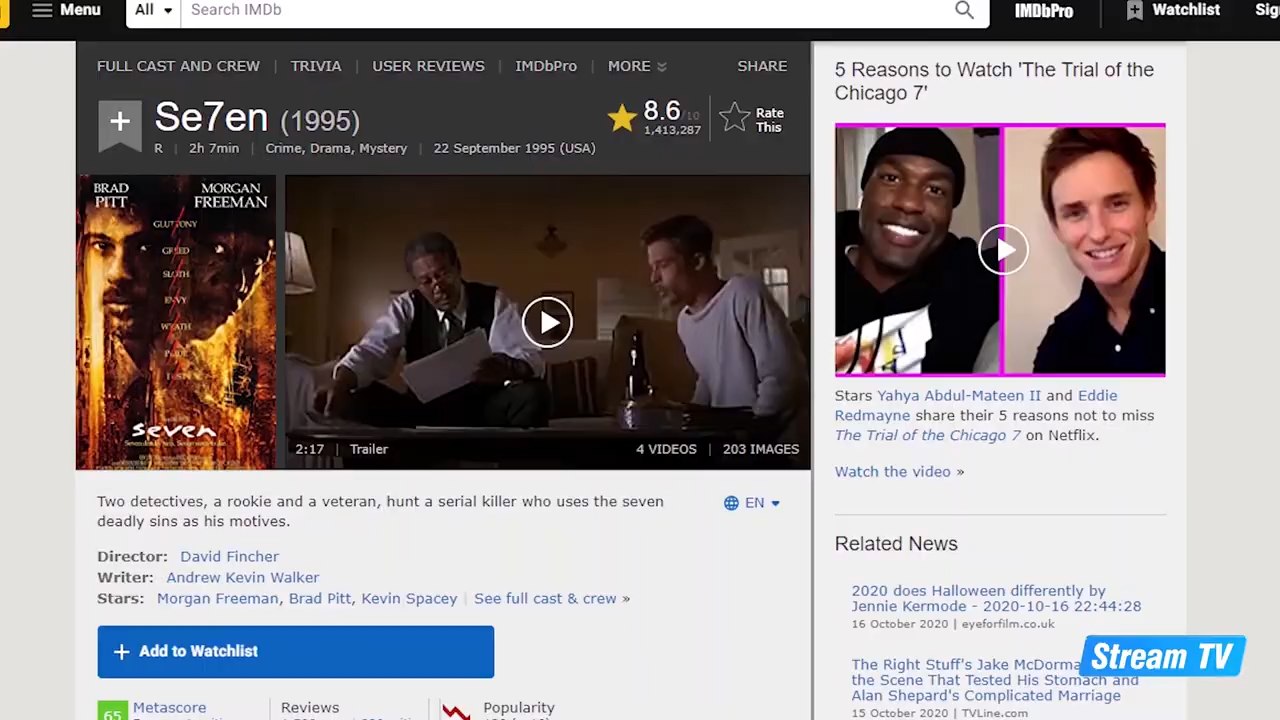 Menu
All
Search IMDb
IMDbPro
Watchlist
FULL CAST AND CREW
TRIVIA
USER REVIEWS
IMDbPro
MORE
SHARE
Se7en (1995)
8.6/10
1,413,287
Rate
This
R | 2h 7min | Crime, Drama, Mystery | 22 September 1995 (USA)
BRAD
PITT
MORGAN
FREEMAN
GLUTTONY
GREED
SLOTH
ENVY
WRATH
PRIDE
seven
2:17 | Trailer
4 VIDEOS | 203 IMAGES
Two detectives, a rookie and a veteran, hunt a serial killer who uses the seven
deadly sins as his motives.
EN
Director: David Fincher
Writer: Andrew Kevin Walker
Stars: Morgan Freeman, Brad Pitt, Kevin Spacey | See full cast & crew »
+ Add to Watchlist
65
Metascore
Reviews
Popularity
5 Reasons to Watch 'The Trial of the
Chicago 7'
Stars Yahya Abdul-Mateen II and Eddie
Redmayne share their 5 reasons not to miss
The Trial of the Chicago 7 on Netflix.
Watch the video »
Related News
2020 does Halloween differently by
Jennie Kermode - 2020-10-16 22:44:28
16 October 2020 | eyeforfilm.co.uk
The Right Stuff's Jake
the Scene That Tested His Stomach and
Alan Shepard's Complicated Marriage
15 October 2020 | TVLine.com
Stream TV